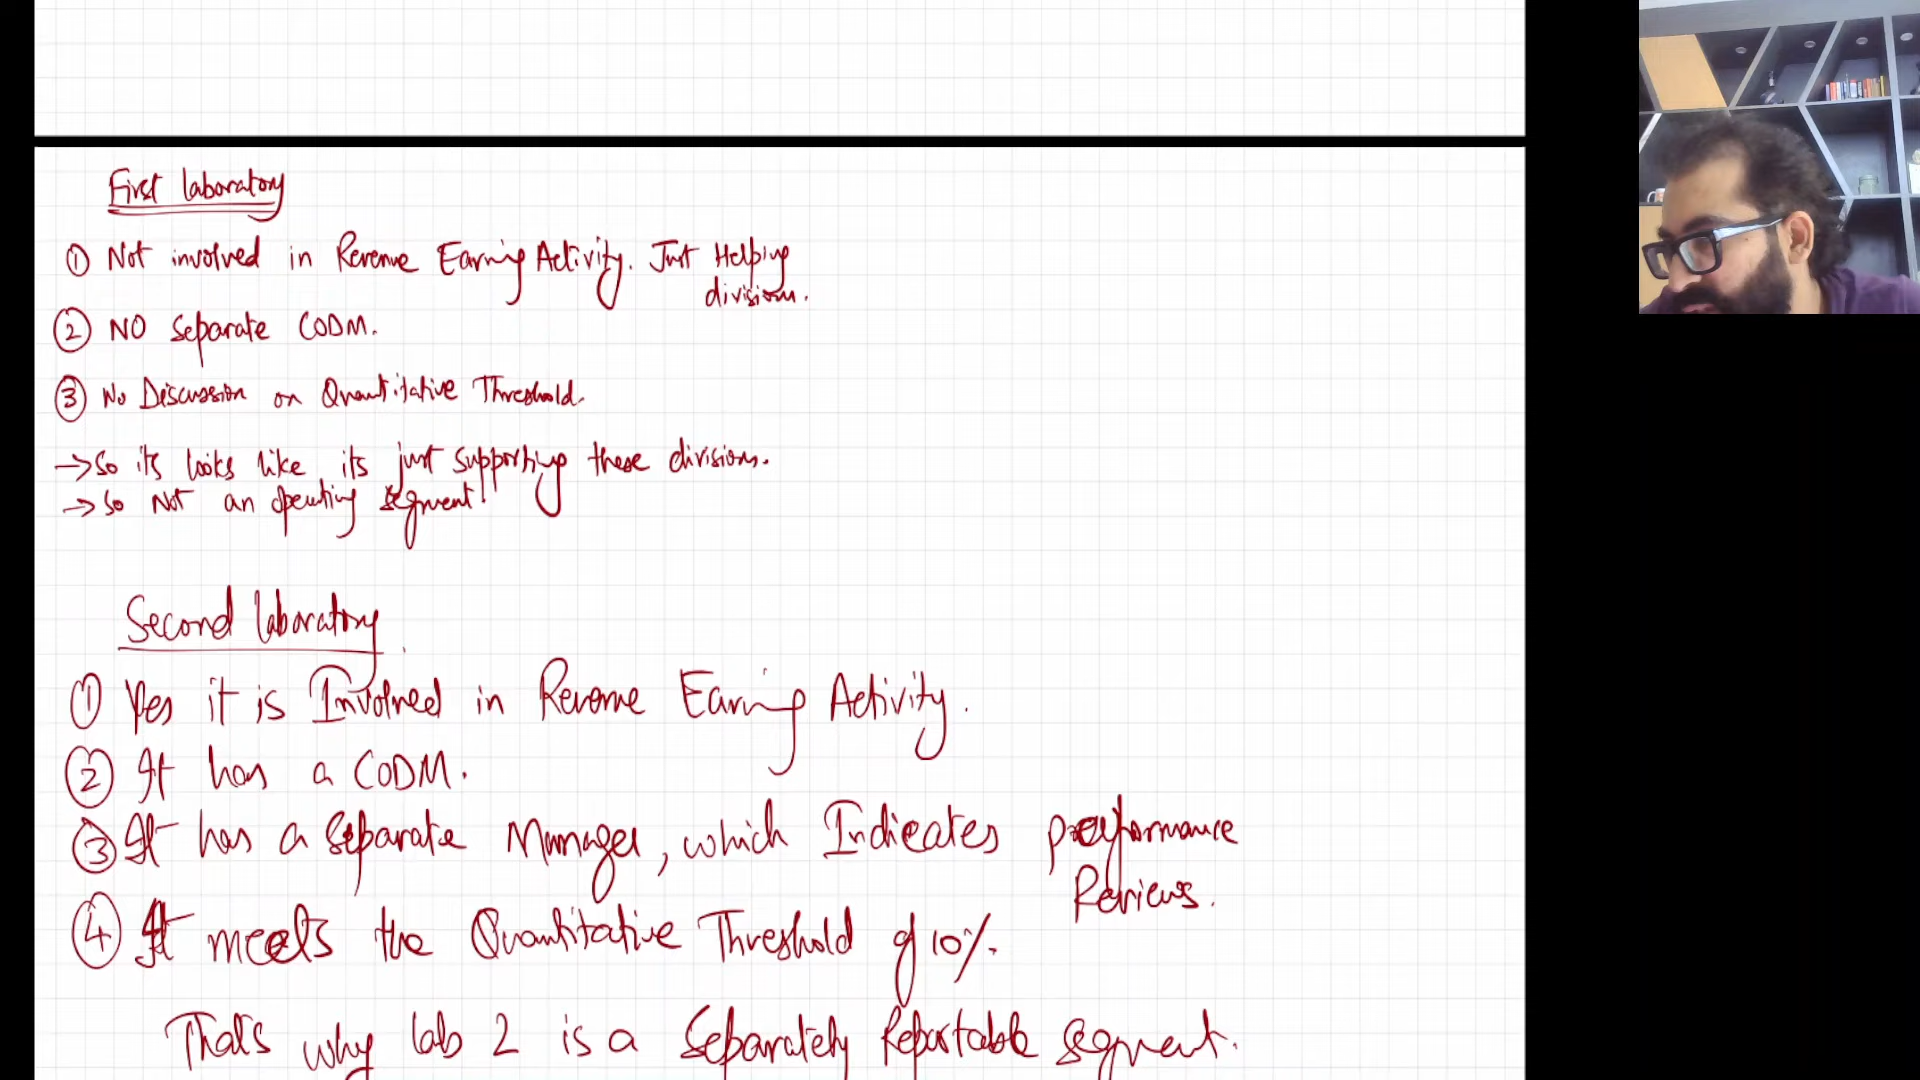 First laboratory
① Not involved in Revenue Earning Activity. Just Helping
divisions.
② NO Separate CODM.
③ No Discussion on Quantitative Threshold.
→ So its looks like its just supporting these divisions.
→ So Not an operating segment!
Second laboratory
① Yes it is Involved in Revenue Earning Activity.
② It has a CODM.
③ It has a Separate Manager, which Indicates performance
Reviews.
④ It meets the Quantitative Threshold of 10%.
That's why lab 2 is a Separately Reportable segment.